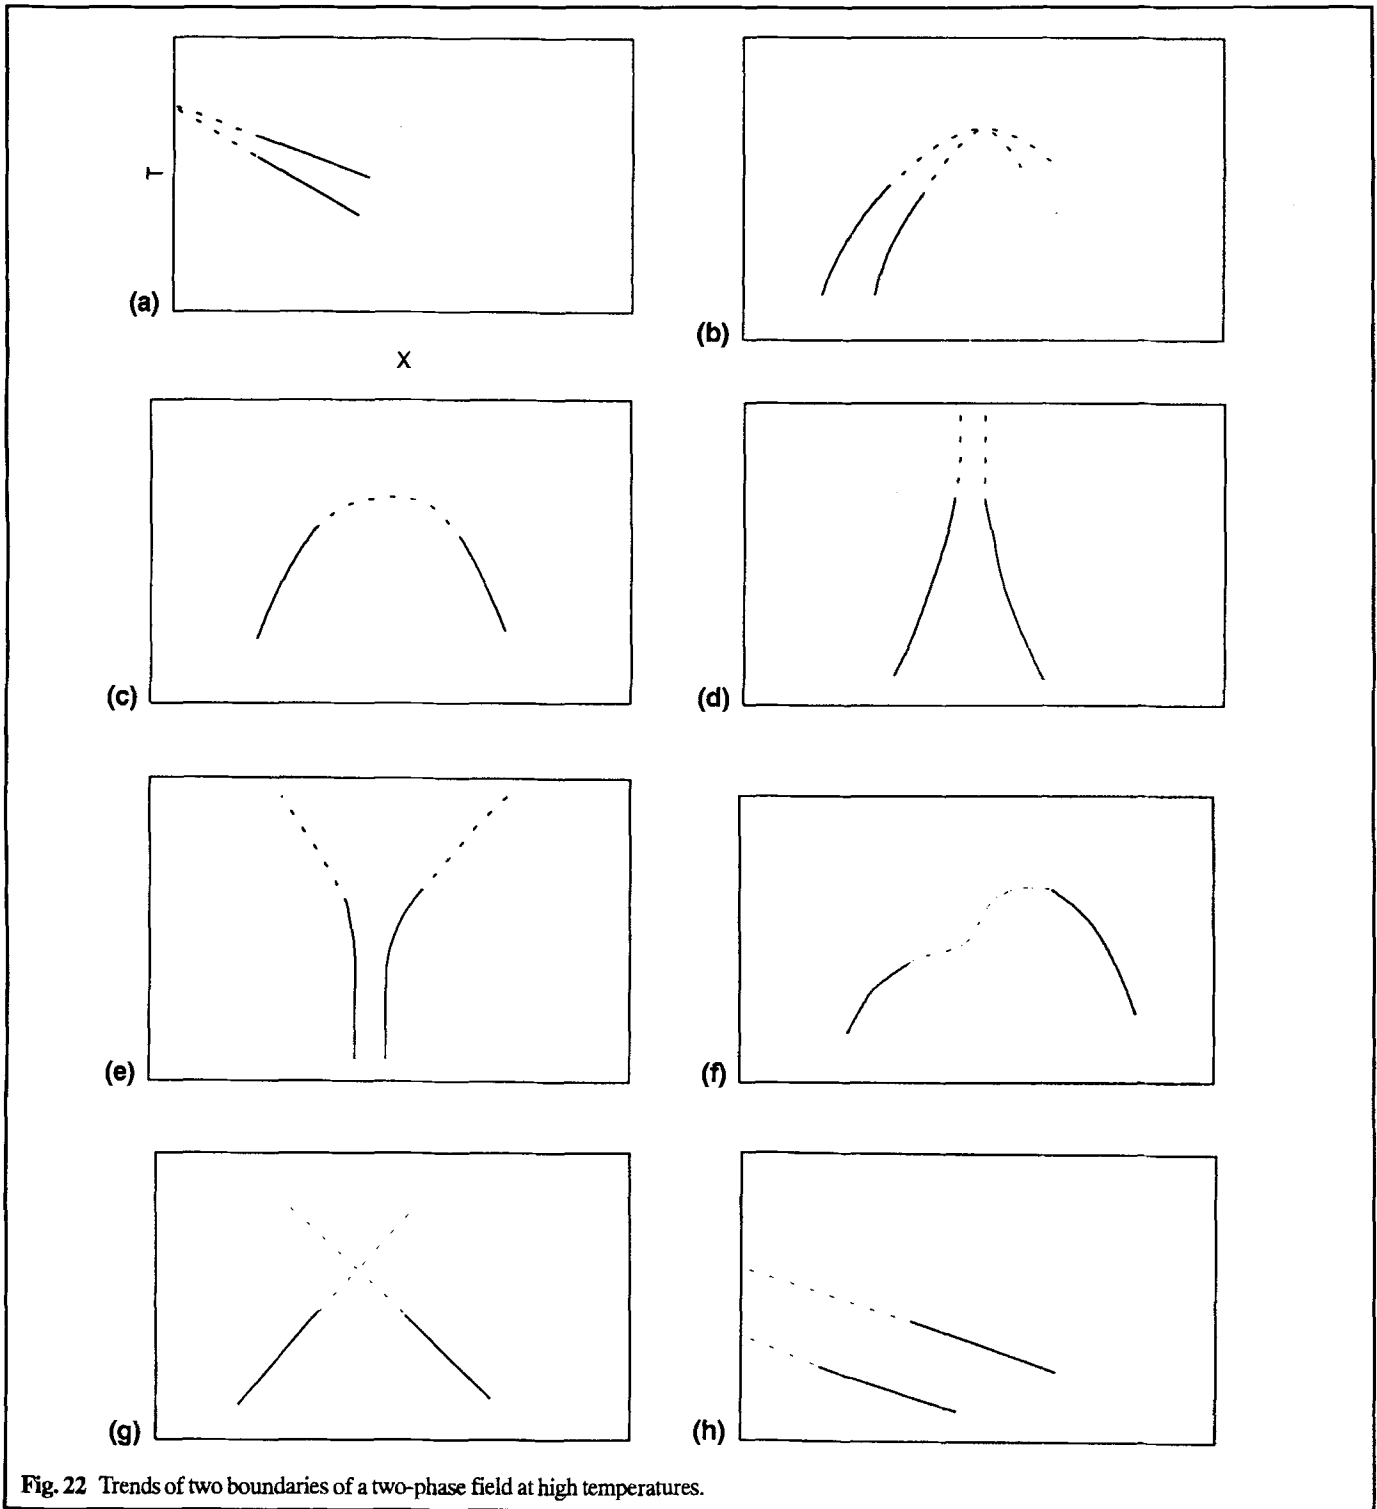 T
(a)
X
(b)
(c)
(d)
(e)
(f)
(g)
(h)
Fig. 22 Trends of two boundaries of a two-phase field at high temperatures.